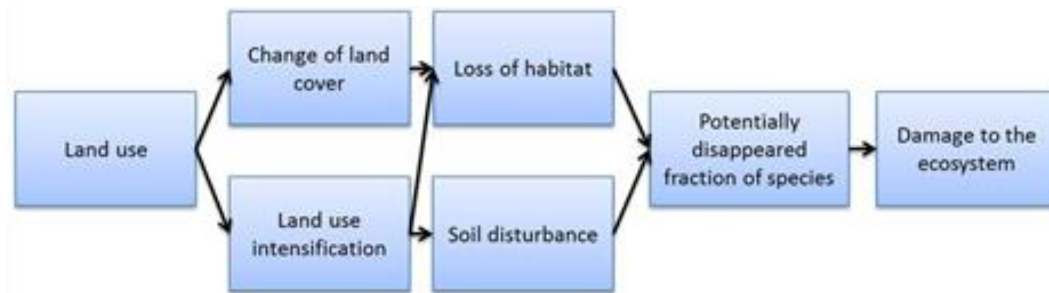 Land use
Change of land
cover
Land use
intensification
Loss of habitat
Soil disturbance
Potentially
disappeared
fraction of species
Damage to the
ecosystem